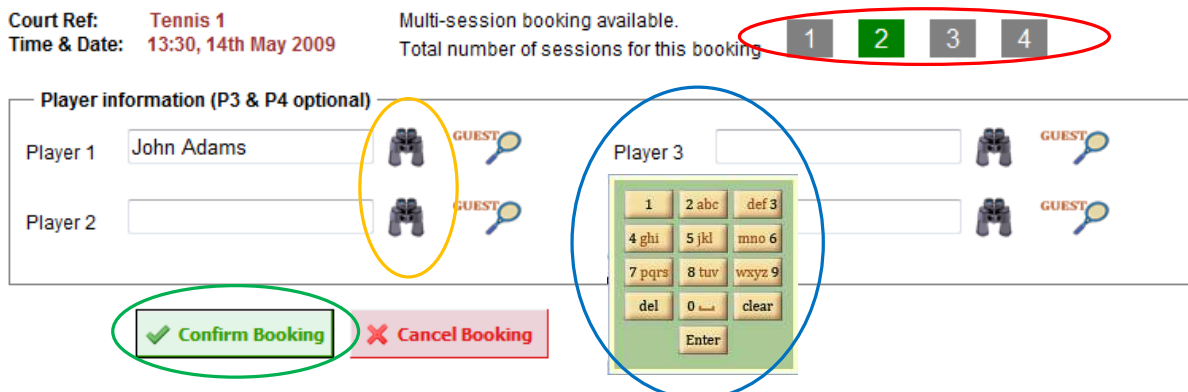 Court Ref: Tennis 1 Multi-session booking available.
Time & Date: 13:30, 14th May 2009 Total number of sessions for this booking 1 2 3 4
Player information (P3 & P4 optional)
Player 1 John Adams GUEST Player 3 GUEST
Player 2 GUEST GUEST
1 2 abc def 3
4 ghi 5 jkl mno 6
7 pqrs 8 tuv wxyz 9
del 0 clear
Enter
Confirm Booking Cancel Booking